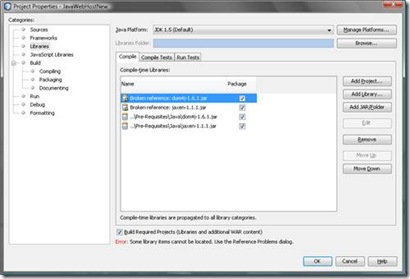 Project Properties - JavaWebHostNew
Categories:
Sources
Frameworks
Libraries
JavaScript Libraries
Build
Compiling
Packaging
Documenting
Run
Debug
Formatting
Java Platform: JDK 1.5 (Default) Manage Platforms...
Libraries Folder: Browse...
Compile Compile Tests Run Tests
Compile-time Libraries:
Name Package
Broken reference: dom4j-1.6.1.jar
Broken reference: jaxen-1.1.1.jar
...\Pre-Requisites\Java\dom4j-1.6.1.jar
...\Pre-Requisites\Java\jaxen-1.1.1.jar
Add Project...
Add Library...
Add JAR/Folder
Edit
Remove
Move Up
Move Down
Compile-time libraries are propagated to all library categories.
Build Required Projects (Libraries and additional WAR content)
Error: Some library items cannot be located. Use the Reference Problems dialog.
OK Cancel Help